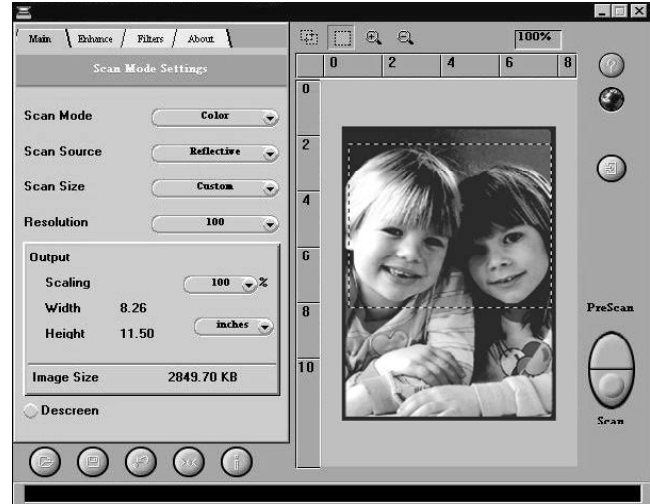 Main Enhance Filters About
100%
Scan Mode Settings
0 2 4 6 8
0
Scan Mode Color
2
Scan Source Reflective
Scan Size Custom
4
Resolution 100
6
Output
Scaling 100 %
Width 8.26
8
inches
Height 11.50
PreScan
10
Image Size 2849.70 KB
Descreen
Scan